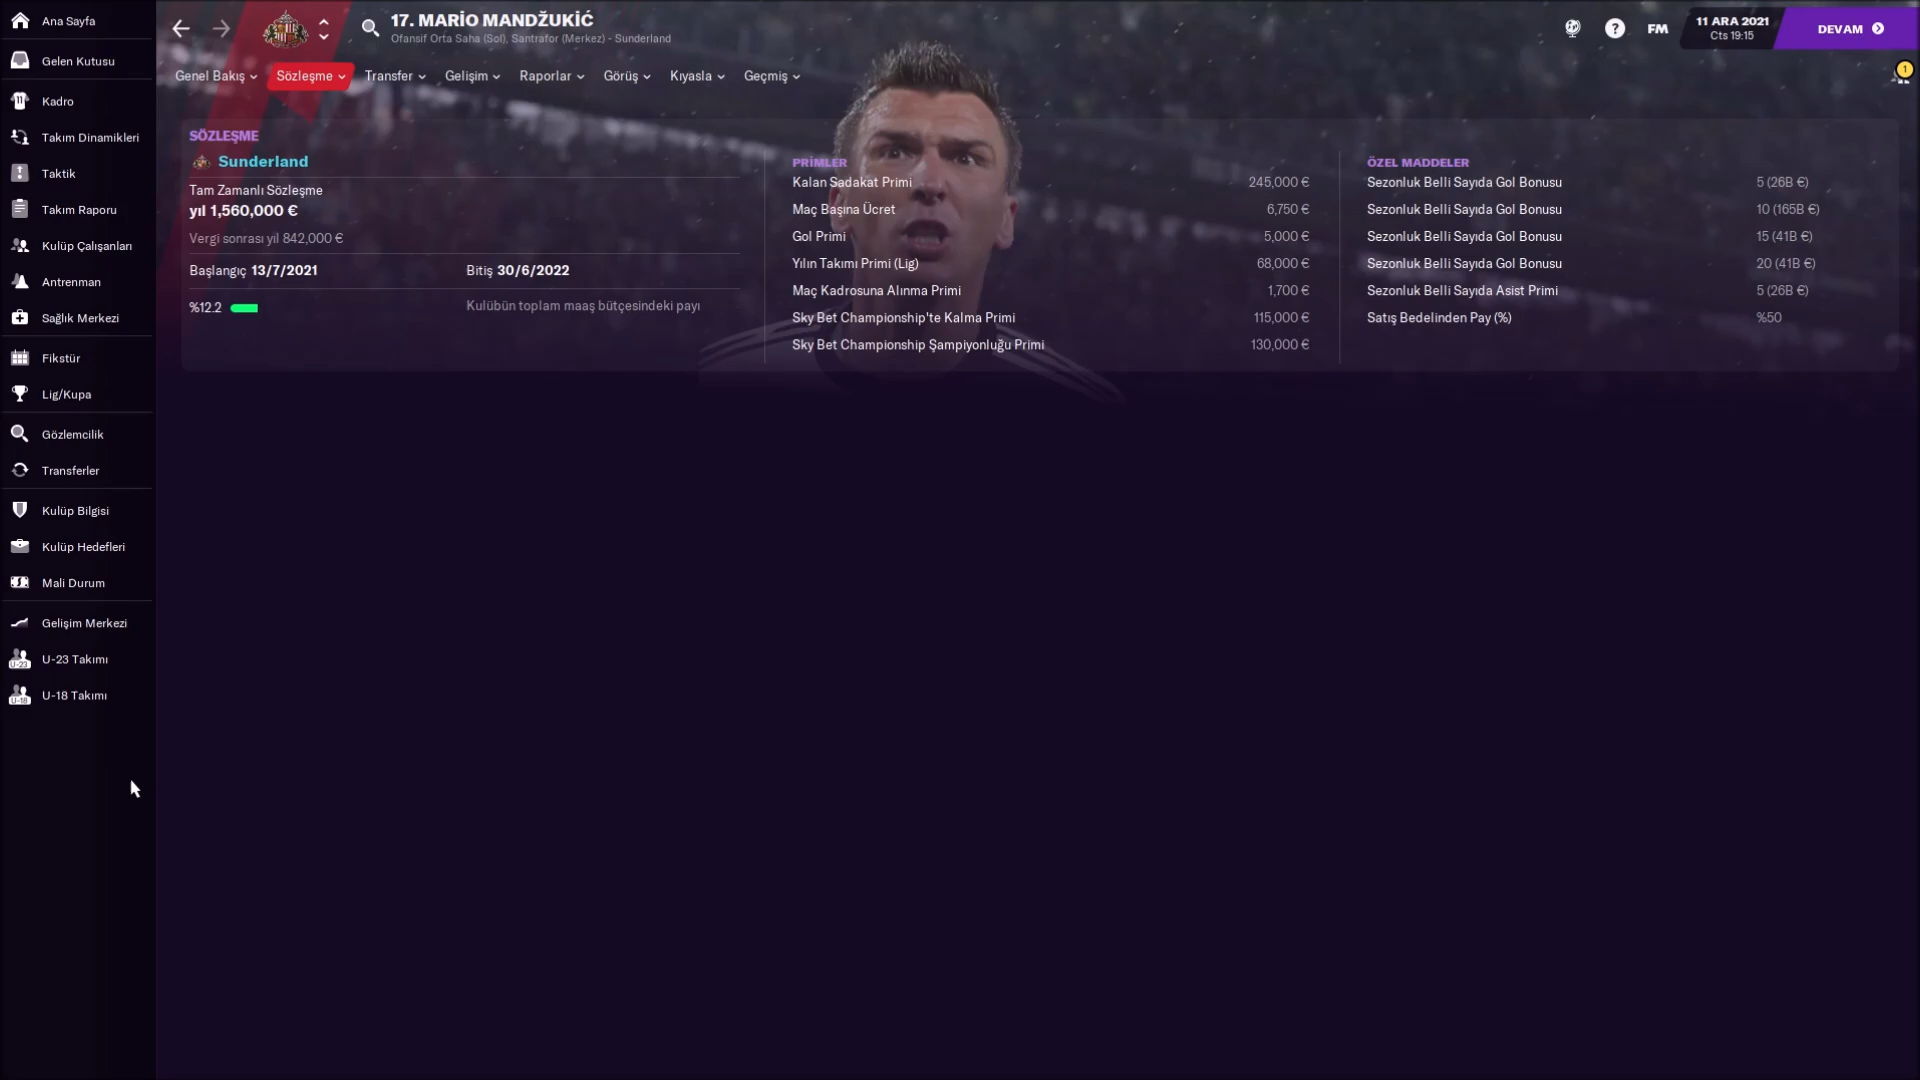 Ana Sayfa
Gelen Kutusu
Kadro
Takım Dinamikleri
Taktik
Takım Raporu
Kulüp Çalışanları
Antrenman
Sağlık Merkezi
Fikstür
Lig/Kupa
Gözlemcilik
Transferler
Kulüp Bilgisi
Kulüp Hedefleri
Mali Durum
Gelişim Merkezi
U-23 Takımı
U-18 Takımı
17. MARİO MANDŽUKIĆ
Ofansif Orta Saha (Sol), Santrafor (Merkez) - Sunderland
FM
11 ARA 2021
Cts 19:15
DEVAM
1
Genel Bakış Sözleşme Transfer Gelişim Raporlar Görüş Kıyasla Geçmiş
SÖZLEŞME
Sunderland
Tam Zamanlı Sözleşme
yıl 1,560,000 €
Vergi sonrası yıl 842,000 €
Başlangıç 13/7/2021 Bitiş 30/6/2022
%12.2 Kulübün toplam maaş bütçesindeki payı
PRİMLER
Kalan Sadakat Primi 245,000 €
Maç Başına Ücret 6,750 €
Gol Primi 5,000 €
Yılın Takımı Primi (Lig) 68,000 €
Maç Kadrosuna Alınma Primi 1,700 €
Sky Bet Championship'te Kalma Primi 115,000 €
Sky Bet Championship Şampiyonluğu Primi 130,000 €
ÖZEL MADDELER
Sezonluk Belli Sayıda Gol Bonusu 5 (26B €)
Sezonluk Belli Sayıda Gol Bonusu 10 (165B €)
Sezonluk Belli Sayıda Gol Bonusu 15 (41B €)
Sezonluk Belli Sayıda Gol Bonusu 20 (41B €)
Sezonluk Belli Sayıda Asist Primi 5 (26B €)
Satış Bedelinden Pay (%) %50